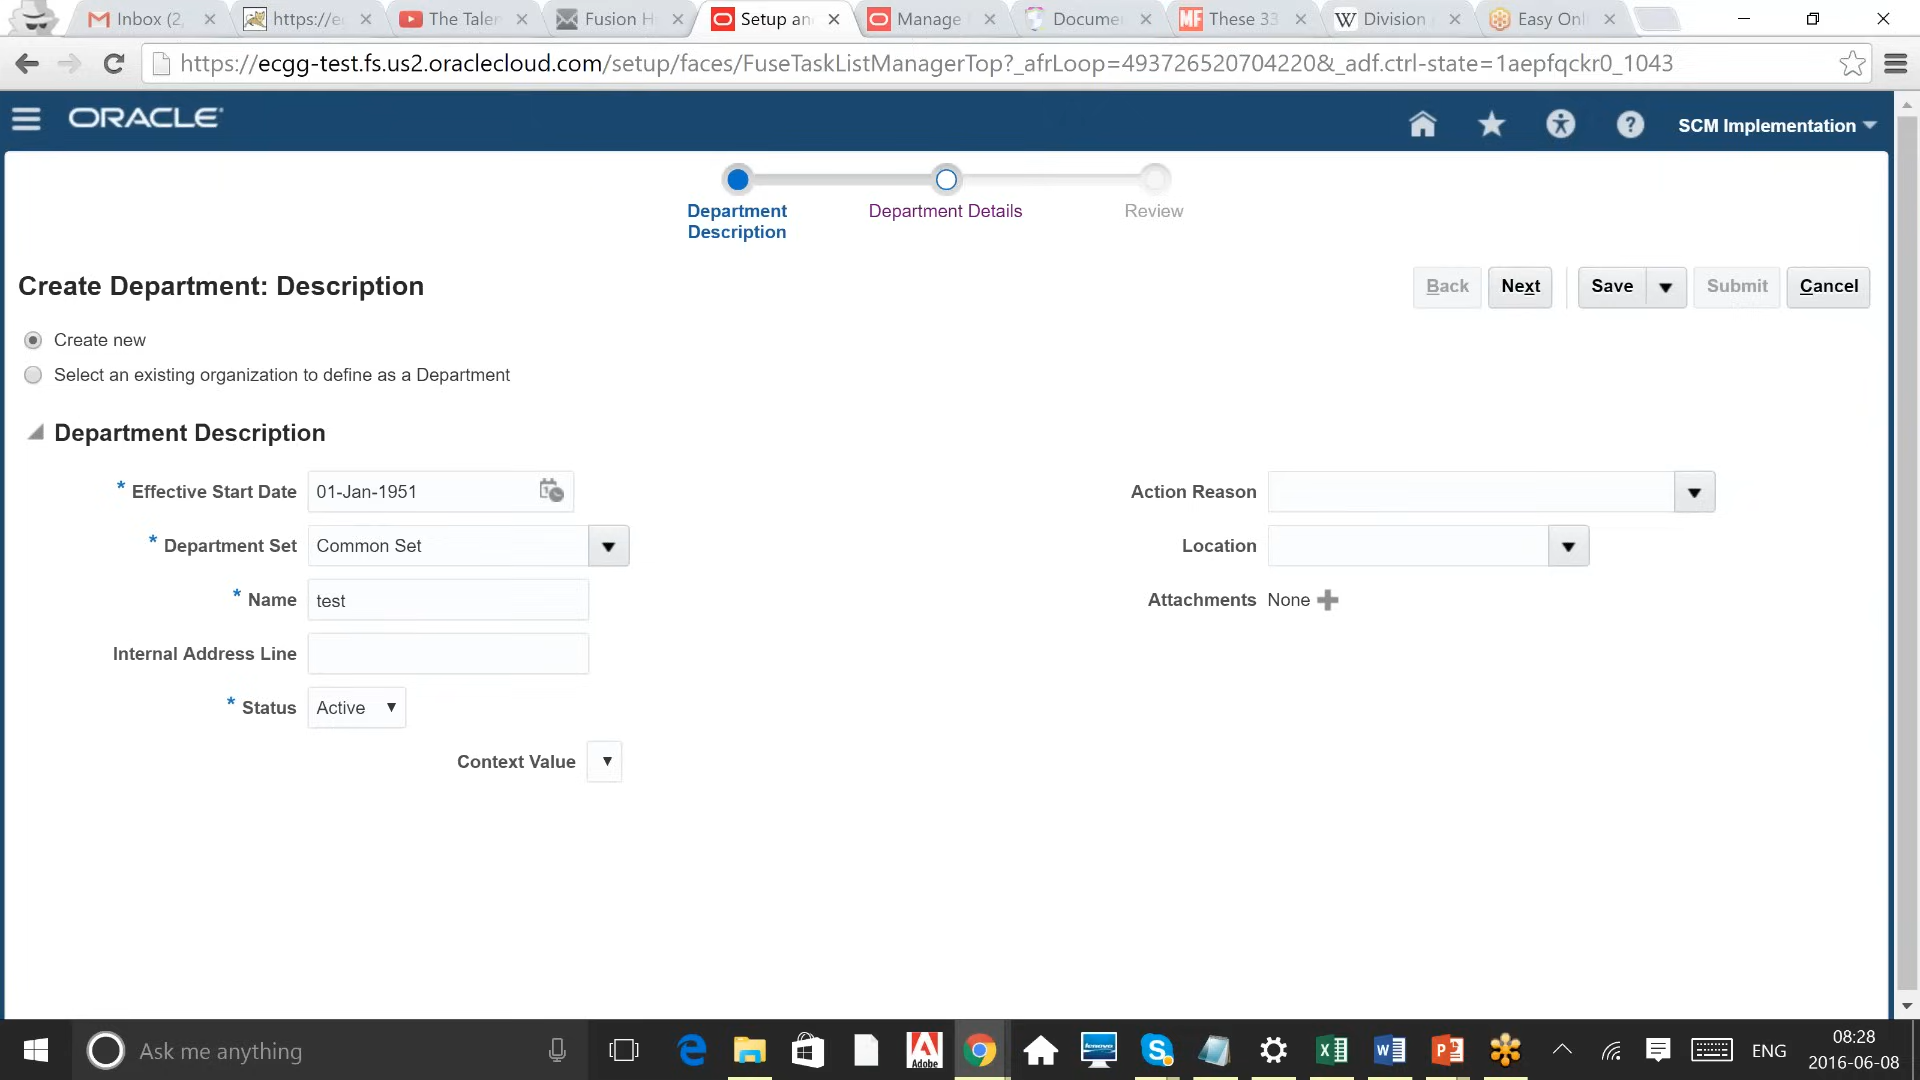 Inbox (2,
https://e
The Taler
Fusion H
Setup an
Manage
Docume
MF These 33
W Division
Easy Onl
https://ecgg-test.fs.us2.oraclecloud.com/setup/faces/FuseTaskListManagerTop?_afrLoop=493726520704220&_adf.ctrl-state=1aepfqckr0_1043
ORACLE
SCM Implementation
Department Description
Department Details
Review
Create Department: Description
Back
Next
Save
Submit
Cancel
Create new
Select an existing organization to define as a Department
Department Description
* Effective Start Date 01-Jan-1951
Action Reason
* Department Set Common Set
Location
* Name test
Attachments None
Internal Address Line
* Status Active
Context Value
Ask me anything
Adobe
lenovo
ENG
08:28
2016-06-08